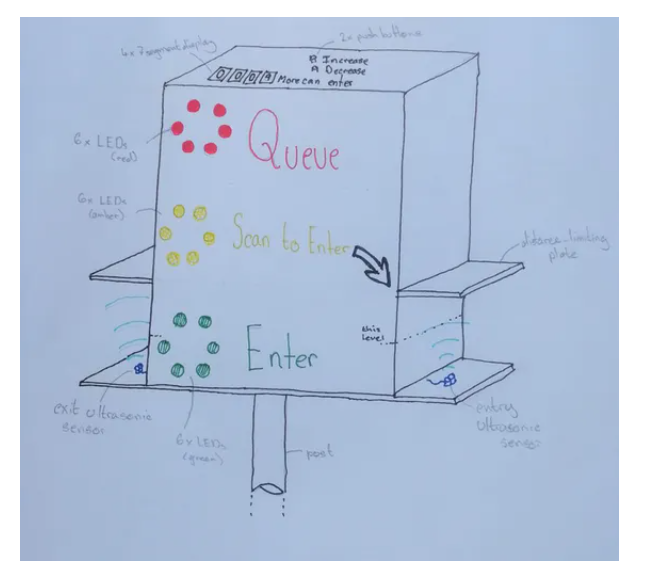 4x 7segment display
2x push buttons
B Increase
A Decrease
0 0 0 A More can enter
6x LEDs
(red)
Queue
6x LEDs
(amber)
Scan to Enter
distance-limiting
plate
this
level
Enter
exit ultrasonic
sensor
6x LEDs
(green)
post
entry
ultrasonic
sensor